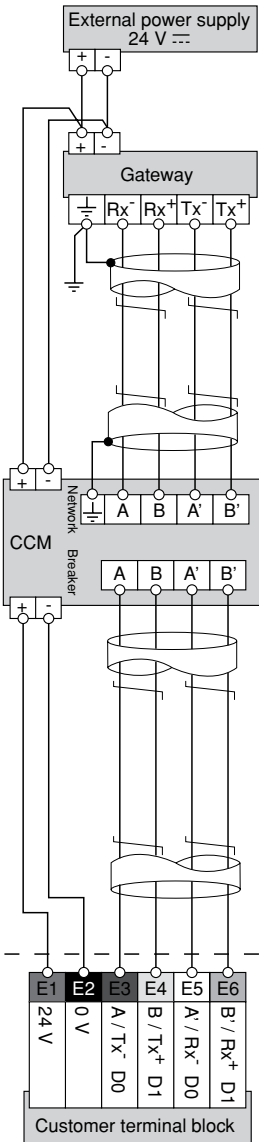 External power supply
24 V ⎓
+ -
+ -
Gateway
⏚ Rx⁻ Rx⁺ Tx⁻ Tx⁺
+ -
Network
⏚ A B A' B'
CCM
Breaker
A B A' B'
+ -
E1 E2 E3 E4 E5 E6
24 V
0 V
A / Tx⁻ D0
B / Tx⁺ D1
A' / Rx⁻ D0
B' / Rx⁺ D1
Customer terminal block